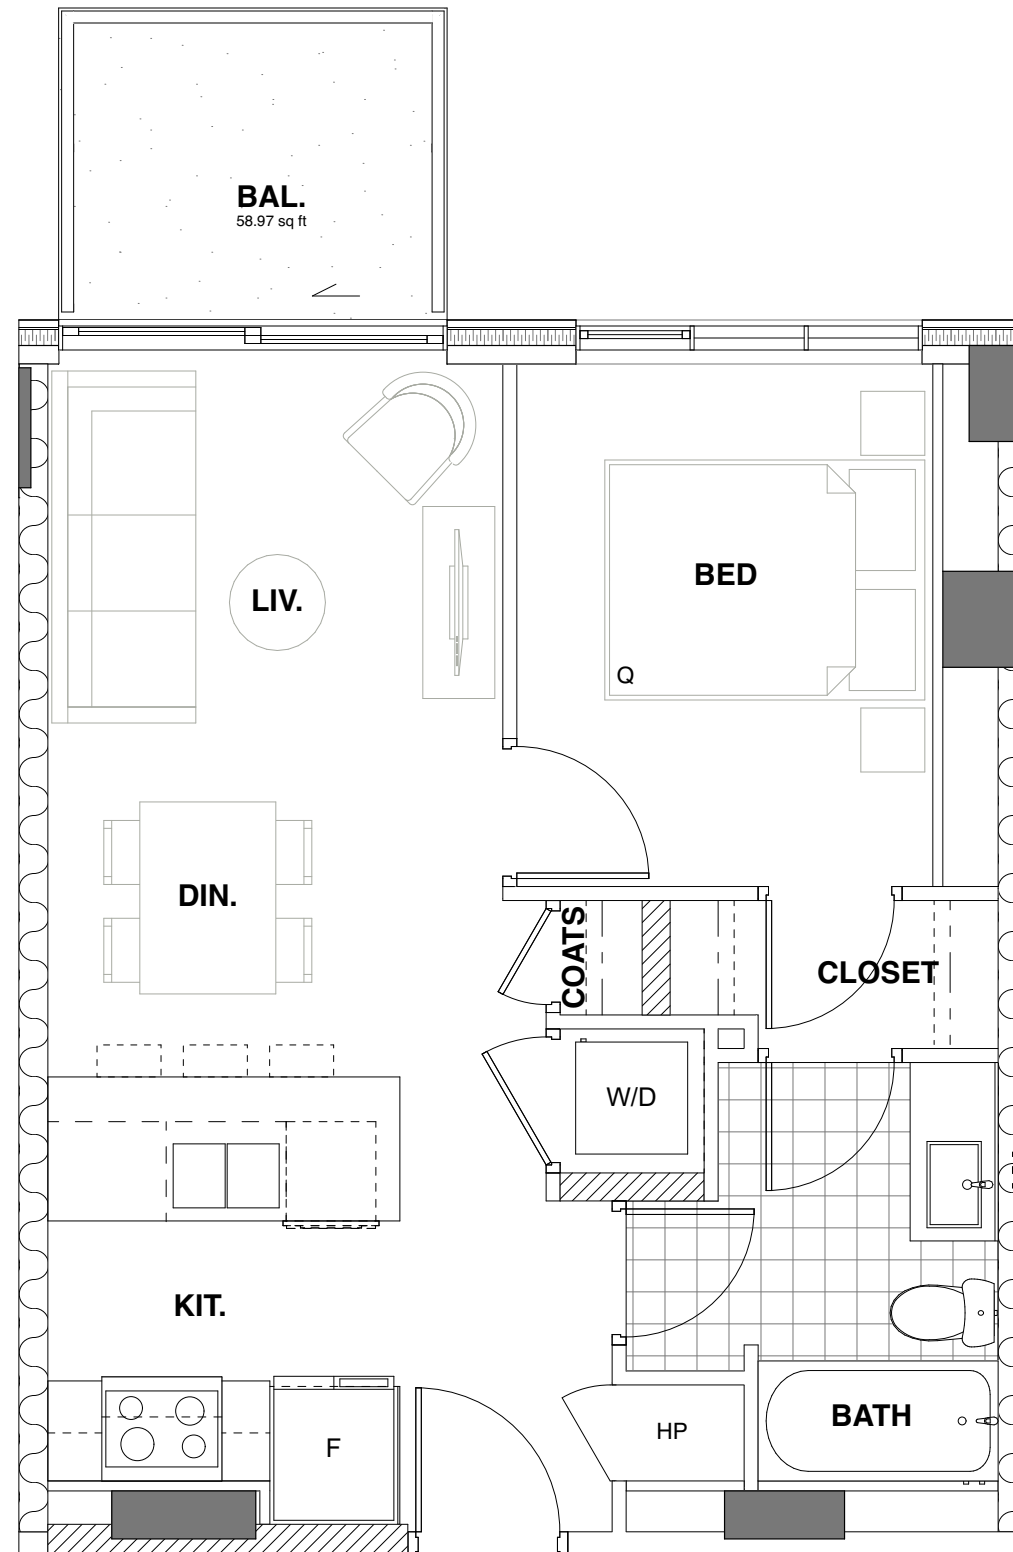 BAL.
58.97 sq ft
BED
LIV.
Q
DIN.
COATS
CLOSET
W/D
KIT.
BATH
HP
F